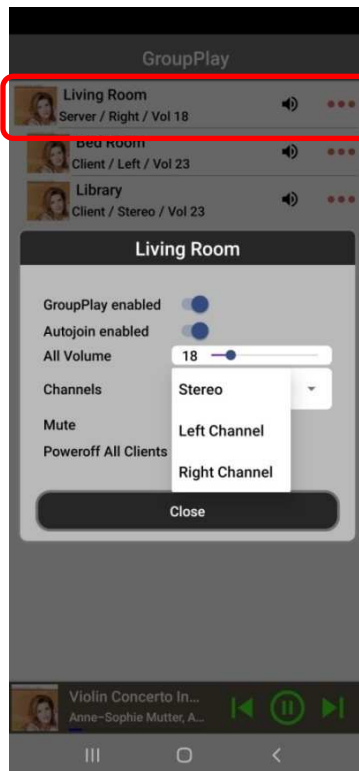 GroupPlay
Living Room
Server / Right / Vol 18
Bed Room
Client / Left / Vol 23
Library
Client / Stereo / Vol 23
Living Room
GroupPlay enabled
Autojoin enabled
All Volume 18
Channels Stereo
Mute Left Channel
Poweroff All Clients Right Channel
Close
Violin Concerto In...
Anne-Sophie Mutter, A...